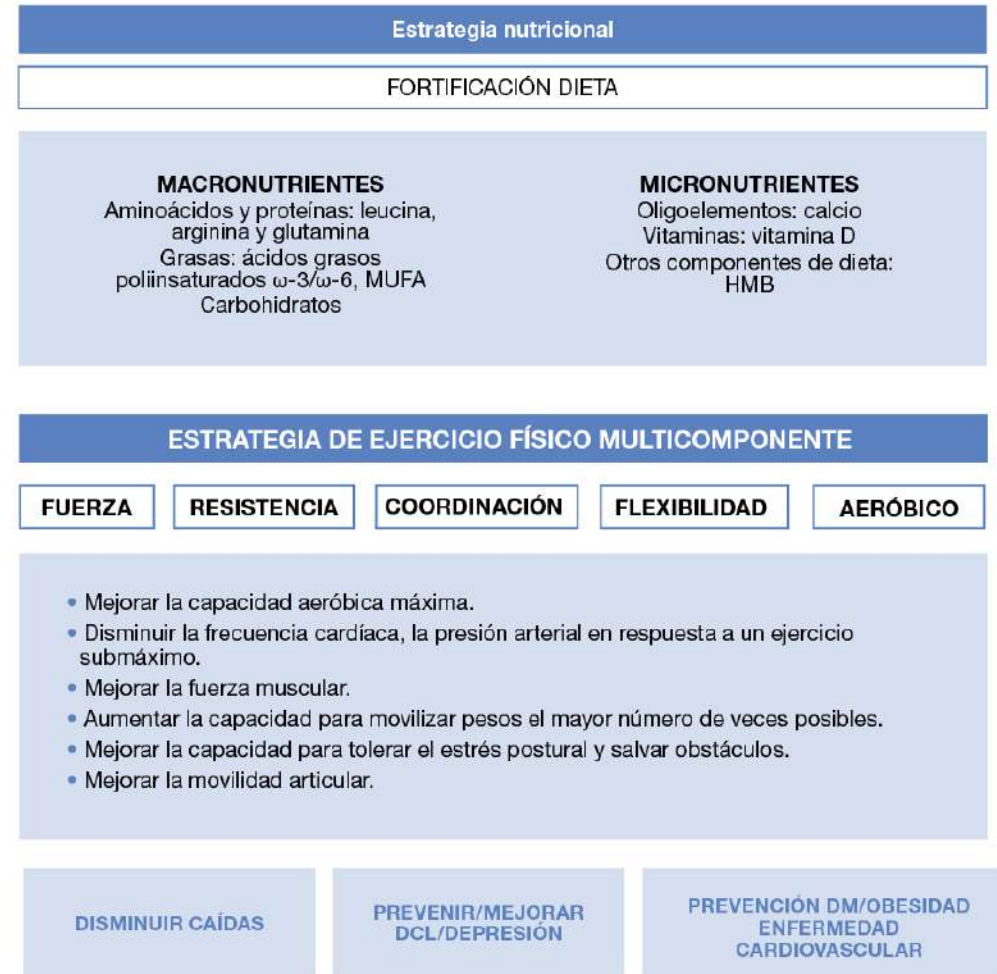 Estrategia nutricional
FORTIFICACIÓN DIETA
MACRONUTRIENTES
Aminoácidos y proteínas: leucina,
arginina y glutamina
Grasas: ácidos grasos
poliinsaturados ω-3/ω-6, MUFA
Carbohidratos
MICRONUTRIENTES
Oligoelementos: calcio
Vitaminas: vitamina D
Otros componentes de dieta:
HMB
ESTRATEGIA DE EJERCICIO FÍSICO MULTICOMPONENTE
FUERZA
RESISTENCIA
COORDINACIÓN
FLEXIBILIDAD
AERÓBICO
• Mejorar la capacidad aeróbica máxima.
• Disminuir la frecuencia cardíaca, la presión arterial en respuesta a un ejercicio
submáximo.
• Mejorar la fuerza muscular.
• Aumentar la capacidad para movilizar pesos el mayor número de veces posibles.
• Mejorar la capacidad para tolerar el estrés postural y salvar obstáculos.
• Mejorar la movilidad articular.
DISMINUIR CAÍDAS
PREVENIR/MEJORAR
DCL/DEPRESIÓN
PREVENCIÓN DM/OBESIDAD
ENFERMEDAD
CARDIOVASCULAR